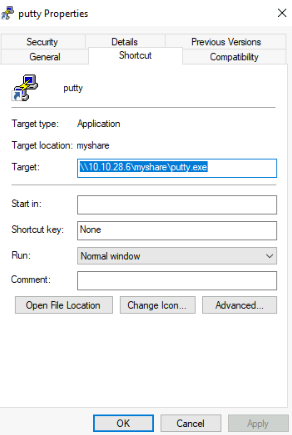 putty Properties
Security Details Previous Versions
General Shortcut Compatibility
putty
Target type: Application
Target location: myshare
Target: \\10.10.28.6\myshare\putty.exe
Start in:
Shortcut key: None
Run: Normal window
Comment:
Open File Location Change Icon... Advanced...
OK Cancel Apply